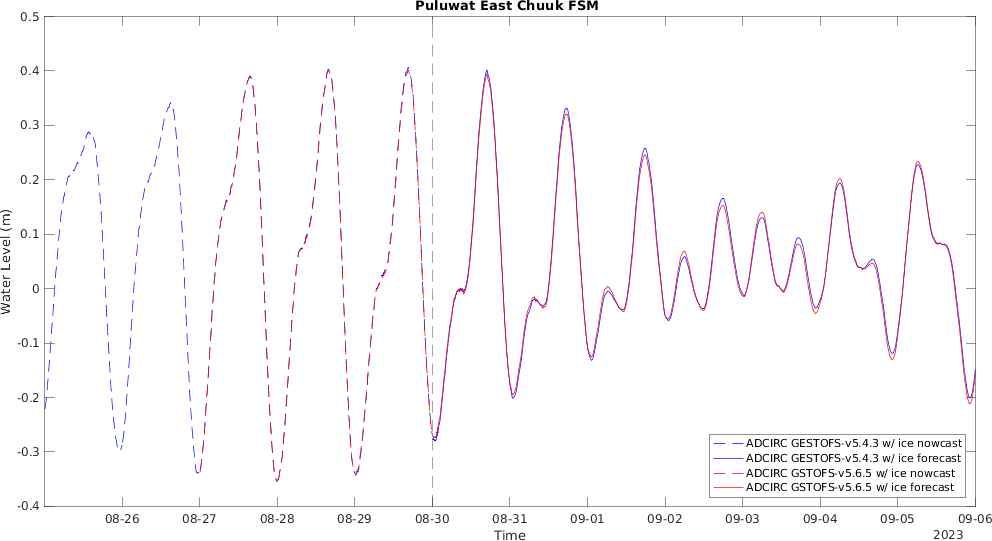 Puluwat East Chuuk FSM
Water Level (m)
0.5
0.4
0.3
0.2
0.1
0
-0.1
-0.2
-0.3
-0.4
ADCIRC GESTOFS-v5.4.3 w/ ice nowcast
ADCIRC GESTOFS-v5.4.3 w/ ice forecast
ADCIRC GSTOFS-v5.6.5 w/ ice nowcast
ADCIRC GSTOFS-v5.6.5 w/ ice forecast
08-26 08-27 08-28 08-29 08-30 08-31 09-01 09-02 09-03 09-04 09-05 09-06
Time
2023